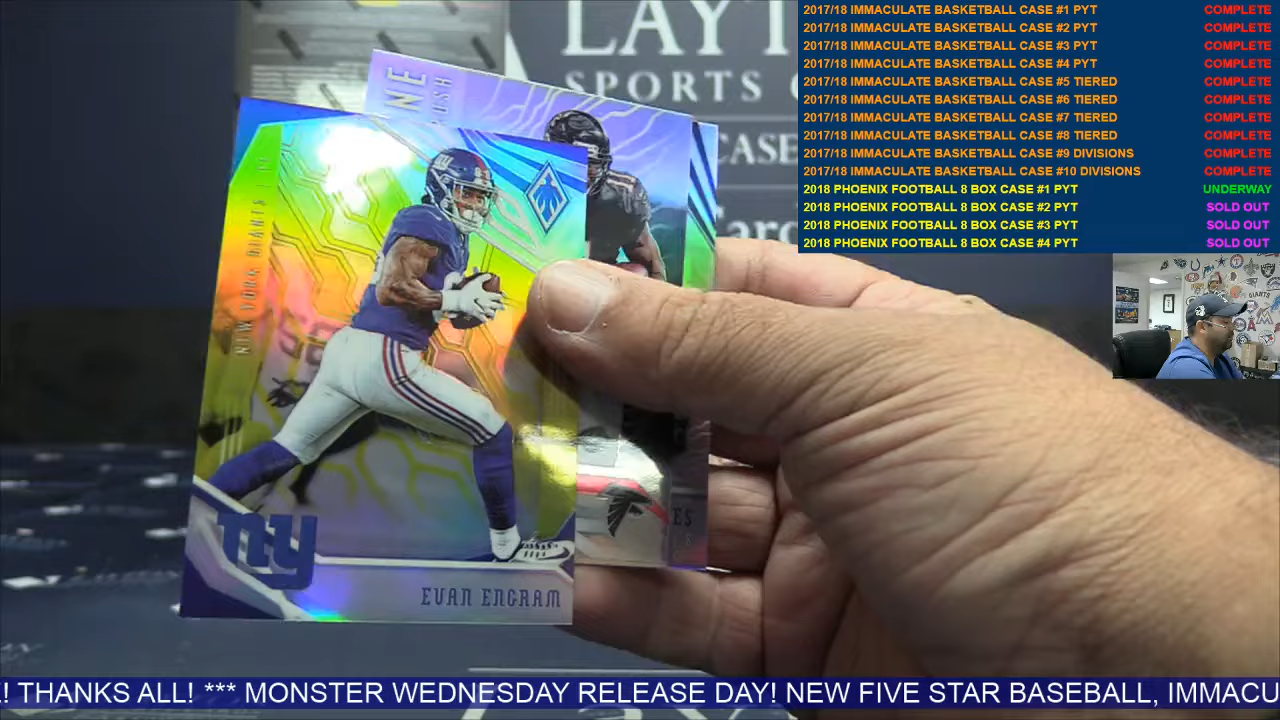 2017/18 IMMACULATE BASKETBALL CASE #1 PYT COMPLETE
2017/18 IMMACULATE BASKETBALL CASE #2 PYT COMPLETE
2017/18 IMMACULATE BASKETBALL CASE #3 PYT COMPLETE
2017/18 IMMACULATE BASKETBALL CASE #4 PYT COMPLETE
2017/18 IMMACULATE BASKETBALL CASE #5 TIERED COMPLETE
2017/18 IMMACULATE BASKETBALL CASE #6 TIERED COMPLETE
2017/18 IMMACULATE BASKETBALL CASE #7 TIERED COMPLETE
2017/18 IMMACULATE BASKETBALL CASE #8 TIERED COMPLETE
2017/18 IMMACULATE BASKETBALL CASE #9 DIVISIONS COMPLETE
2017/18 IMMACULATE BASKETBALL CASE #10 DIVISIONS COMPLETE
2018 PHOENIX FOOTBALL 8 BOX CASE #1 PYT UNDERWAY
2018 PHOENIX FOOTBALL 8 BOX CASE #2 PYT SOLD OUT
2018 PHOENIX FOOTBALL 8 BOX CASE #3 PYT SOLD OUT
2018 PHOENIX FOOTBALL 8 BOX CASE #4 PYT SOLD OUT
LAYT
SPORTS
CASE
NEW YORK GIANTS
ny
EVAN ENGRAM
! THANKS ALL! *** MONSTER WEDNESDAY RELEASE DAY! NEW FIVE STAR BASEBALL, IMMACU